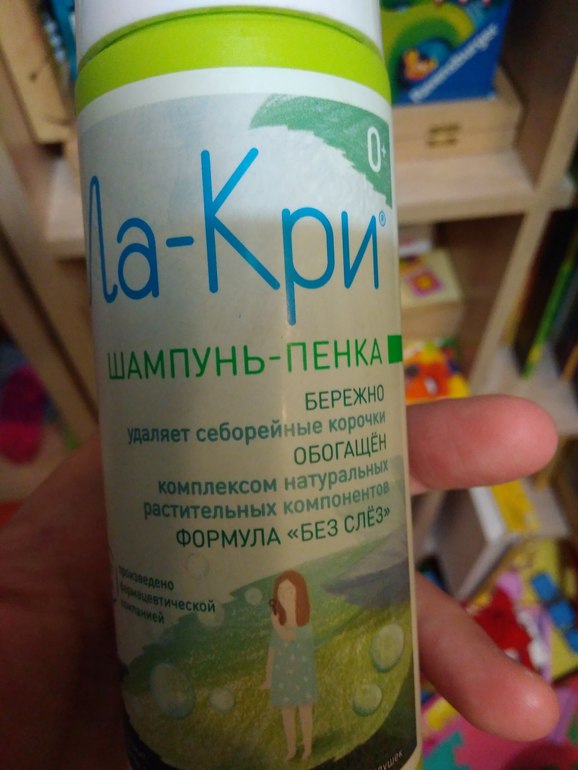 0+
Ла-Кри®
ШАМПУНЬ-ПЕНКА
БЕРЕЖНО
удаляет себорейные корочки
ОБОГАЩЁН
комплексом натуральных
растительных компонентов
ФОРМУЛА «БЕЗ СЛЁЗ»
произведено
фармацевтической
компанией
Ravensburger